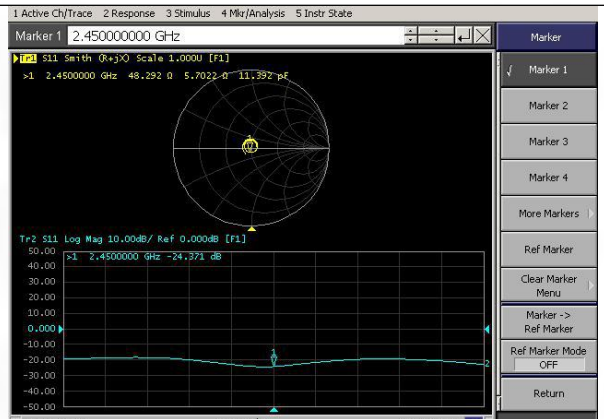 1 Active Ch/Trace 2 Response 3 Stimulus 4 Mkr/Analysis 5 Instr State
Marker 1 2.450000000 GHz
Tr1 S11 Smith (R+jX) Scale 1.000U [F1]
>1 2.4500000 GHz 48.292 Ω 5.7022 Ω 11.392 pF
1
Tr2 S11 Log Mag 10.00dB/ Ref 0.000dB [F1]
50.00
>1 2.4500000 GHz -24.371 dB
40.00
30.00
20.00
10.00
0.000
-10.00
1
-20.00
2
-30.00
-40.00
-50.00
Marker
√ Marker 1
Marker 2
Marker 3
Marker 4
More Markers
Ref Marker
Clear Marker
Menu
Marker ->
Ref Marker
Ref Marker Mode
OFF
Return